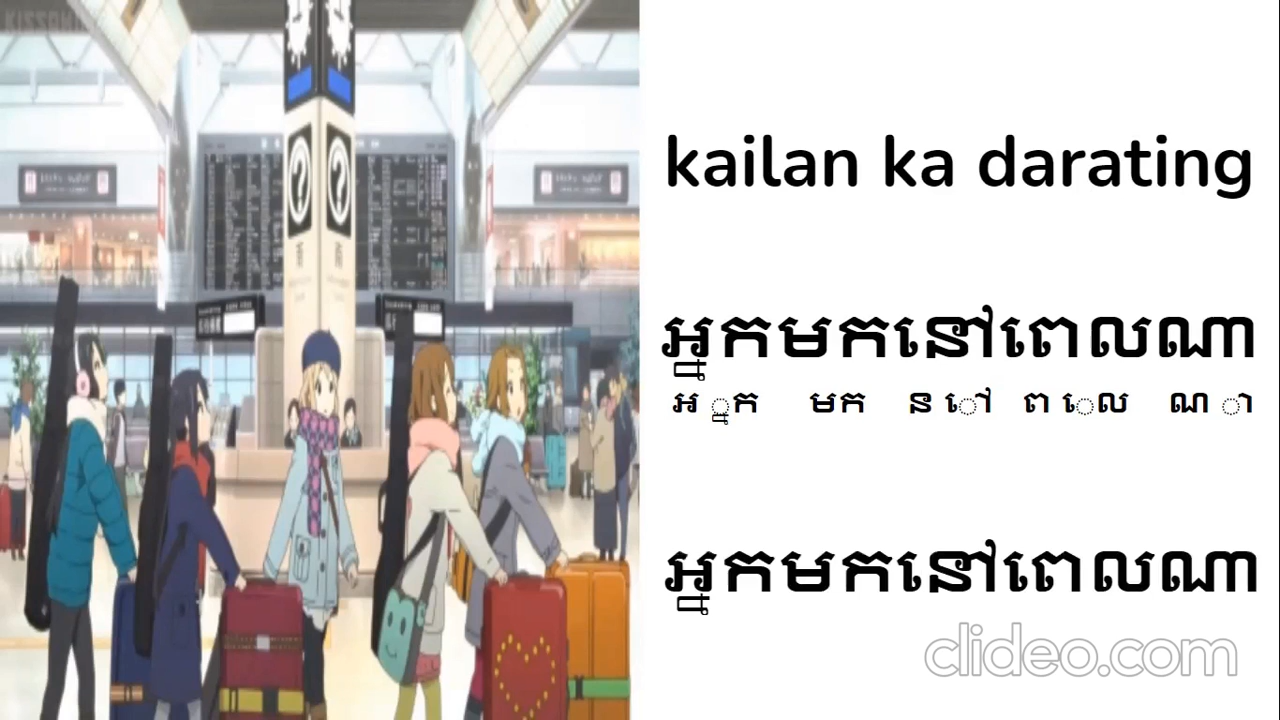 KISSANIME
kailan ka darating
អ្នកមកនៅពេលណា
អ ្នក មក ន ៅ ព េល ណ ា
អ្នកមកនៅពេលណា
clideo.com